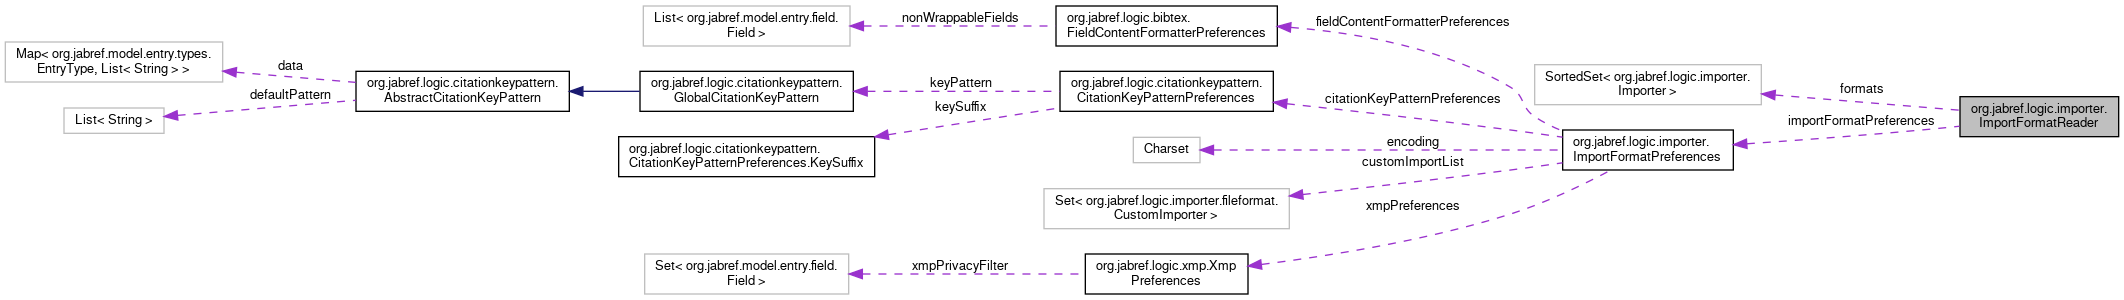 List< org.jabref.model.entry.field.
Field >
nonWrappableFields
org.jabref.logic.bibtex.
FieldContentFormatterPreferences
fieldContentFormatterPreferences
Map< org.jabref.model.entry.types.
EntryType, List< String > >
data
defaultPattern
List< String >
org.jabref.logic.citationkeypattern.
AbstractCitationKeyPattern
org.jabref.logic.citationkeypattern.
GlobalCitationKeyPattern
keyPattern
keySuffix
org.jabref.logic.citationkeypattern.
CitationKeyPatternPreferences
citationKeyPatternPreferences
org.jabref.logic.citationkeypattern.
CitationKeyPatternPreferences.KeySuffix
SortedSet< org.jabref.logic.importer.
Importer >
formats
importFormatPreferences
org.jabref.logic.importer.
ImportFormatReader
Charset
encoding
org.jabref.logic.importer.
ImportFormatPreferences
customImportList
Set< org.jabref.logic.importer.fileformat.
CustomImporter >
xmpPreferences
Set< org.jabref.model.entry.field.
Field >
xmpPrivacyFilter
org.jabref.logic.xmp.Xmp
Preferences